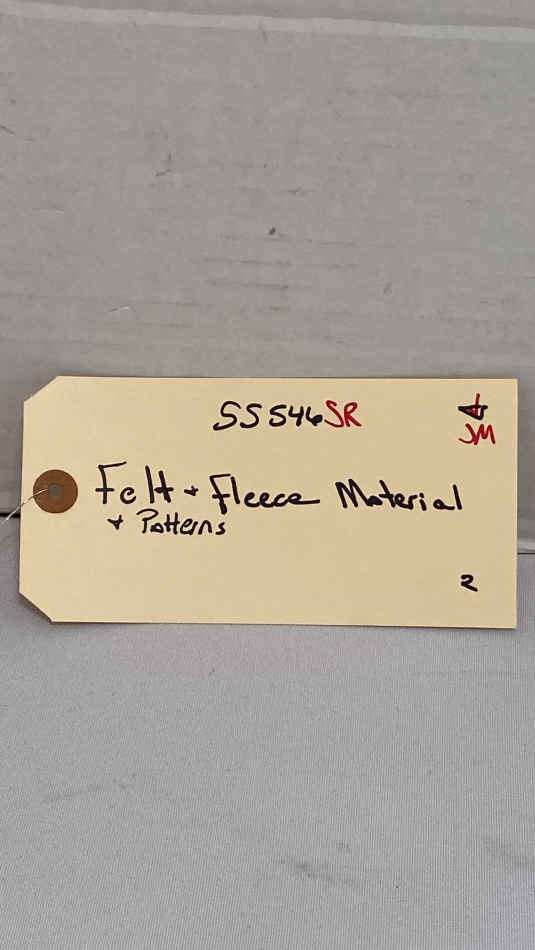 SS546SR
JM
Felt + Fleece Material
+ Patterns
2